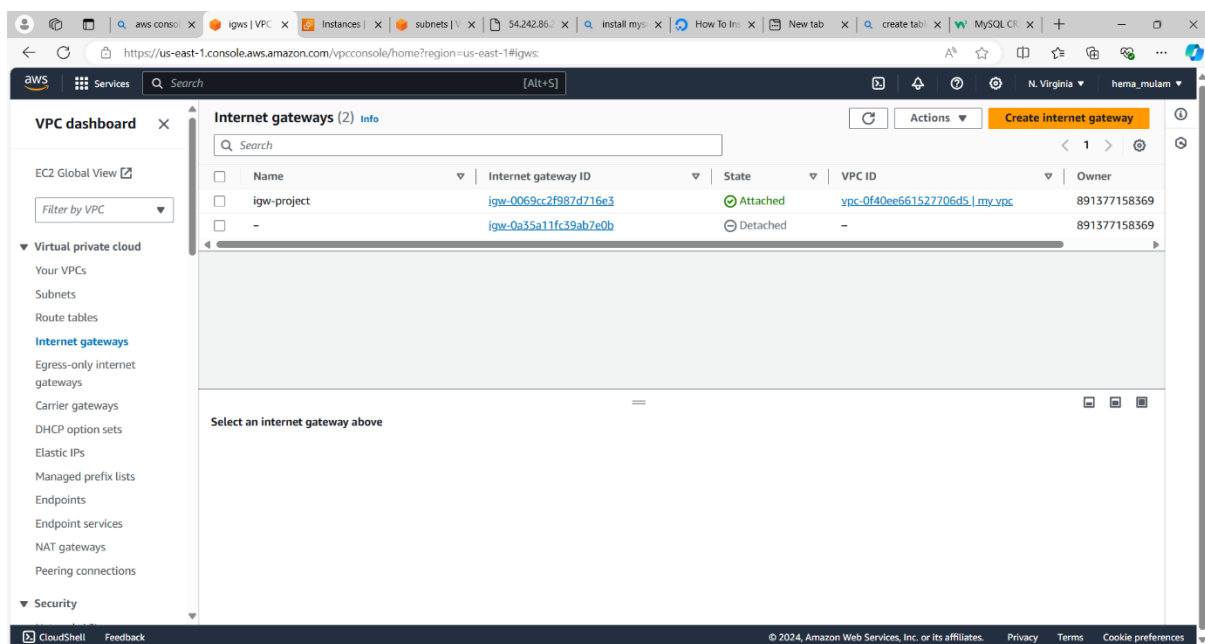 aws consol
igws | VPC
Instances |
subnets | V
54.242.86.2
install mys
How To Ins
New tab
create tabl
MySQL CR
https://us-east-1.console.aws.amazon.com/vpcconsole/home?region=us-east-1#igws:
aws Services Search [Alt+S] N. Virginia hema_mulam
VPC dashboard
EC2 Global View
Filter by VPC
Virtual private cloud
Your VPCs
Subnets
Route tables
Internet gateways
Egress-only internet
gateways
Carrier gateways
DHCP option sets
Elastic IPs
Managed prefix lists
Endpoints
Endpoint services
NAT gateways
Peering connections
Security
Internet gateways (2) Info
Actions
Create internet gateway
Search
1
Name Internet gateway ID State VPC ID Owner
igw-project igw-0069cc2f987d716e3 Attached vpc-0f40ee661527706d5 | my vpc 891377158369
– igw-0a35a11fc39ab7e0b Detached – 891377158369
Select an internet gateway above
CloudShell Feedback © 2024, Amazon Web Services, Inc. or its affiliates. Privacy Terms Cookie preferences